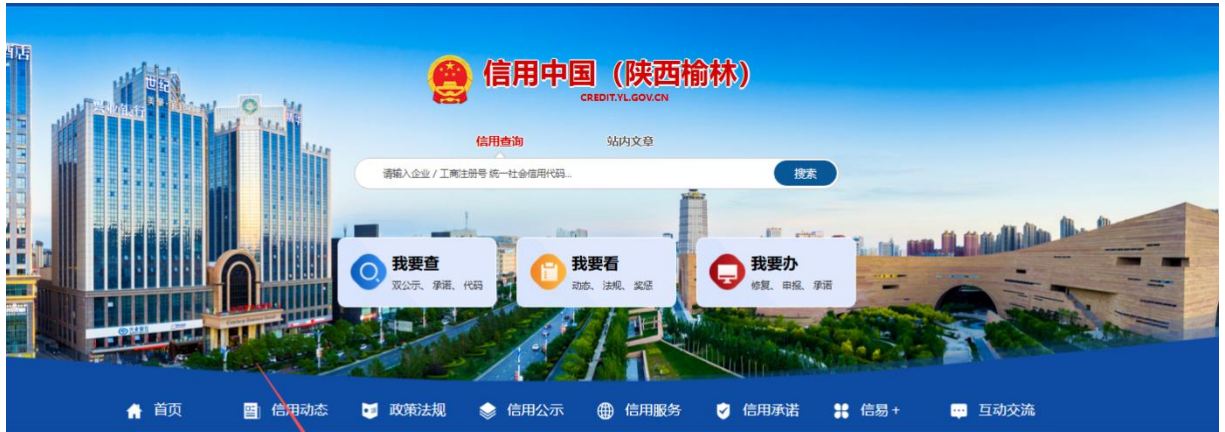 信用中国（陕西榆林）
CREDIT.YL.GOV.CN
信用查询 站内文章
请输入企业 / 工商注册号 统一社会信用代码...
搜索
我要查
双公示、承诺、代码
我要看
动态、法规、奖惩
我要办
修复、申报、承诺
首页 信用动态 政策法规 信用公示 信用服务 信用承诺 信易+ 互动交流
世纪